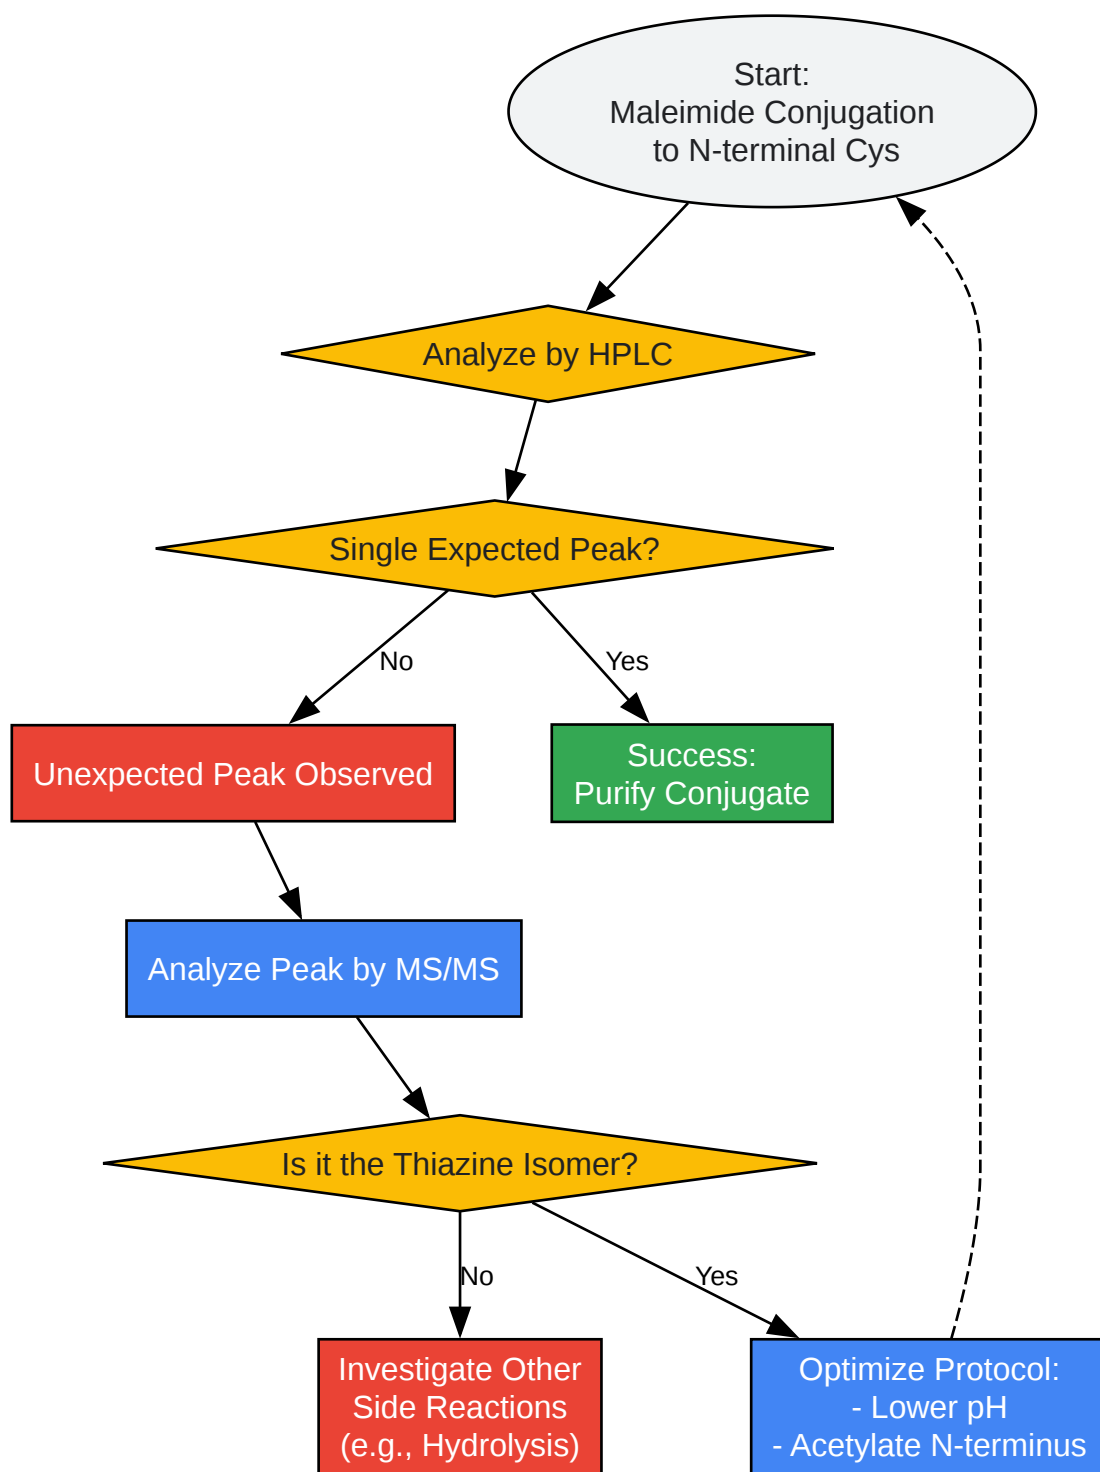 Start:
Maleimide Conjugation
to N-terminal Cys
Analyze by HPLC
Single Expected Peak?
No
Yes
Unexpected Peak Observed
Success:
Purify Conjugate
Analyze Peak by MS/MS
Is it the Thiazine Isomer?
No
Yes
Investigate Other
Side Reactions
(e.g., Hydrolysis)
Optimize Protocol:
- Lower pH
- Acetylate N-terminus